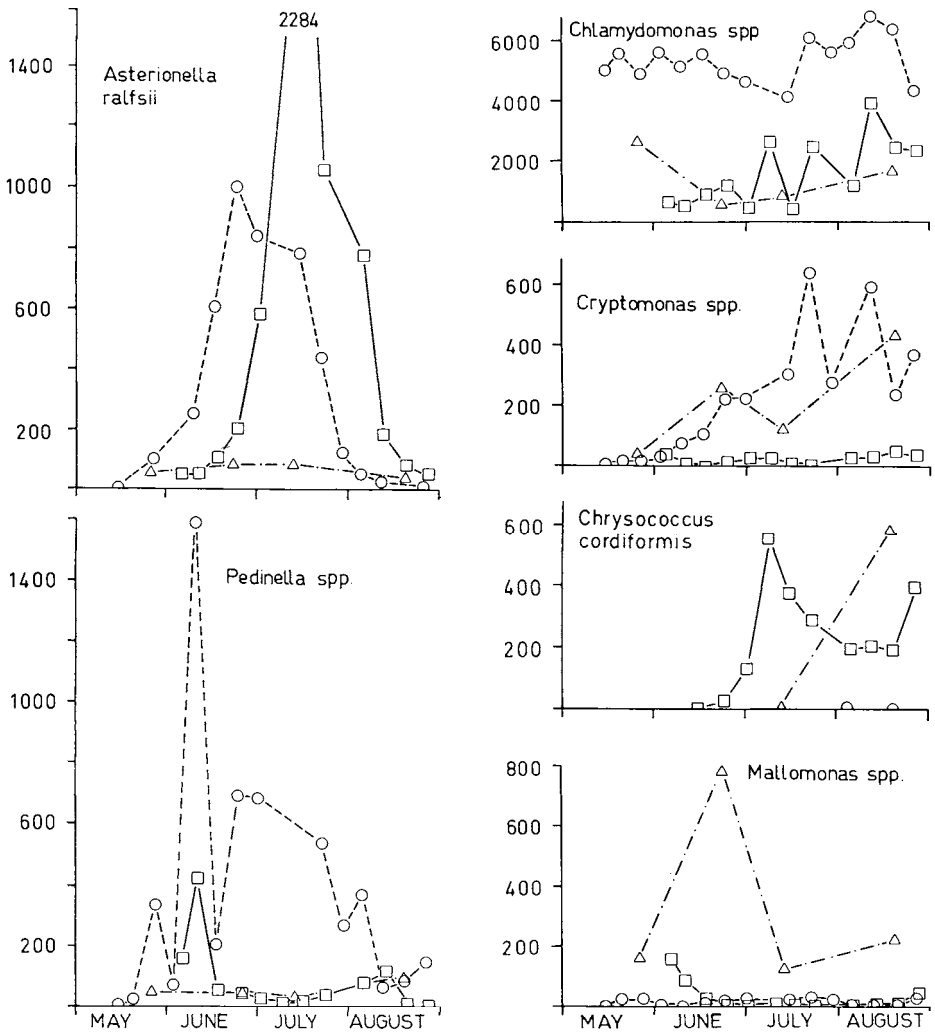 2284
1400
Asterionella
ralfsii
1000
600
200
1400
Pedinella spp.
1000
600
200
MAY JUNE JULY AUGUST
6000
Chlamydomonas spp
4000
2000
600
Cryptomonas spp.
400
200
Chrysococcus
cordiformis
600
400
200
800
Mallomonas spp.
600
400
200
MAY JUNE JULY AUGUST